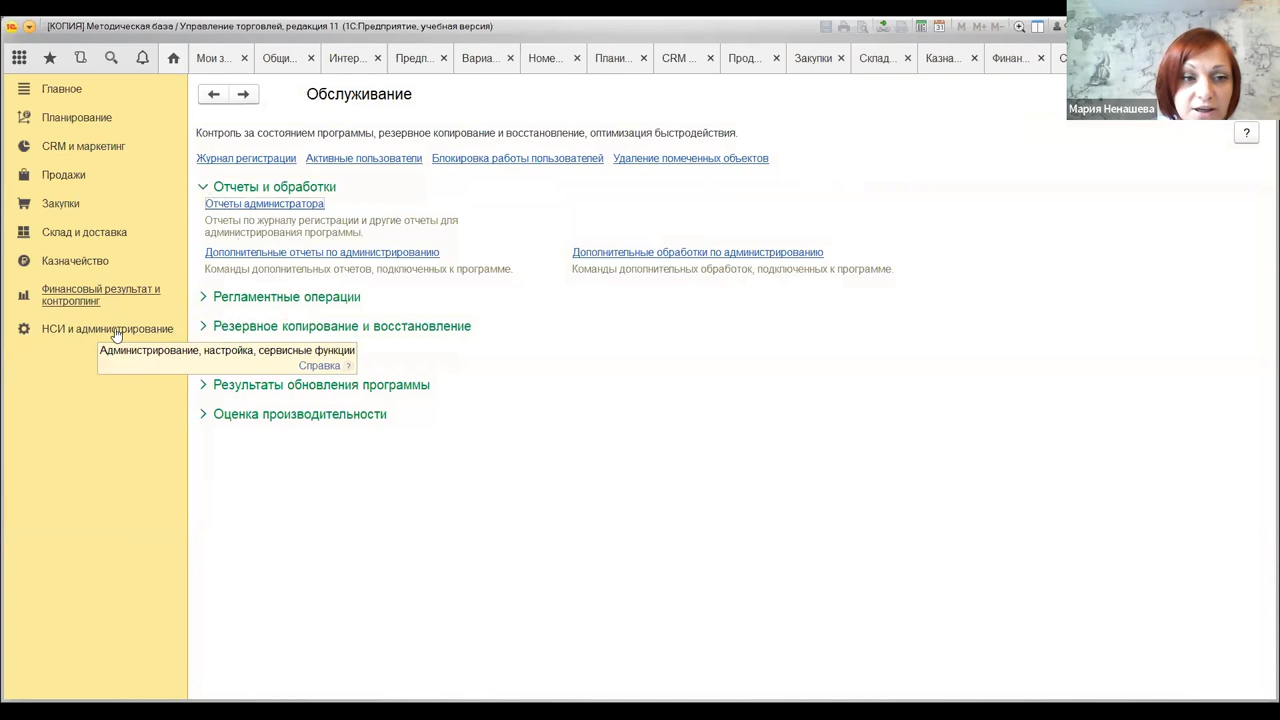 [КОПИЯ] Методическая база / Управление торговлей, редакция 11 (1С:Предприятие, учебная версия)
M M+ M−
Мои з... × Общи... × Интер... × Предп... × Вариа... × Номе... × Плани... × CRM ... × Прод... × Закупки × Склад... × Казна... × Финан... ×
Мария Ненашева
Главное
Планирование
CRM и маркетинг
Продажи
Закупки
Склад и доставка
Казначейство
Финансовый результат и
контроллинг
НСИ и администрирование
Администрирование, настройка, сервисные функции
Справка ?
Обслуживание
?
Контроль за состоянием программы, резервное копирование и восстановление, оптимизация быстродействия.
Журнал регистрации Активные пользователи Блокировка работы пользователей Удаление помеченных объектов
Отчеты и обработки
Отчеты администратора
Отчеты по журналу регистрации и другие отчеты для
администрирования программы.
Дополнительные отчеты по администрированию Дополнительные обработки по администрированию
Команды дополнительных отчетов, подключенных к программе. Команды дополнительных обработок, подключенных к программе.
Регламентные операции
Резервное копирование и восстановление
Результаты обновления программы
Оценка производительности